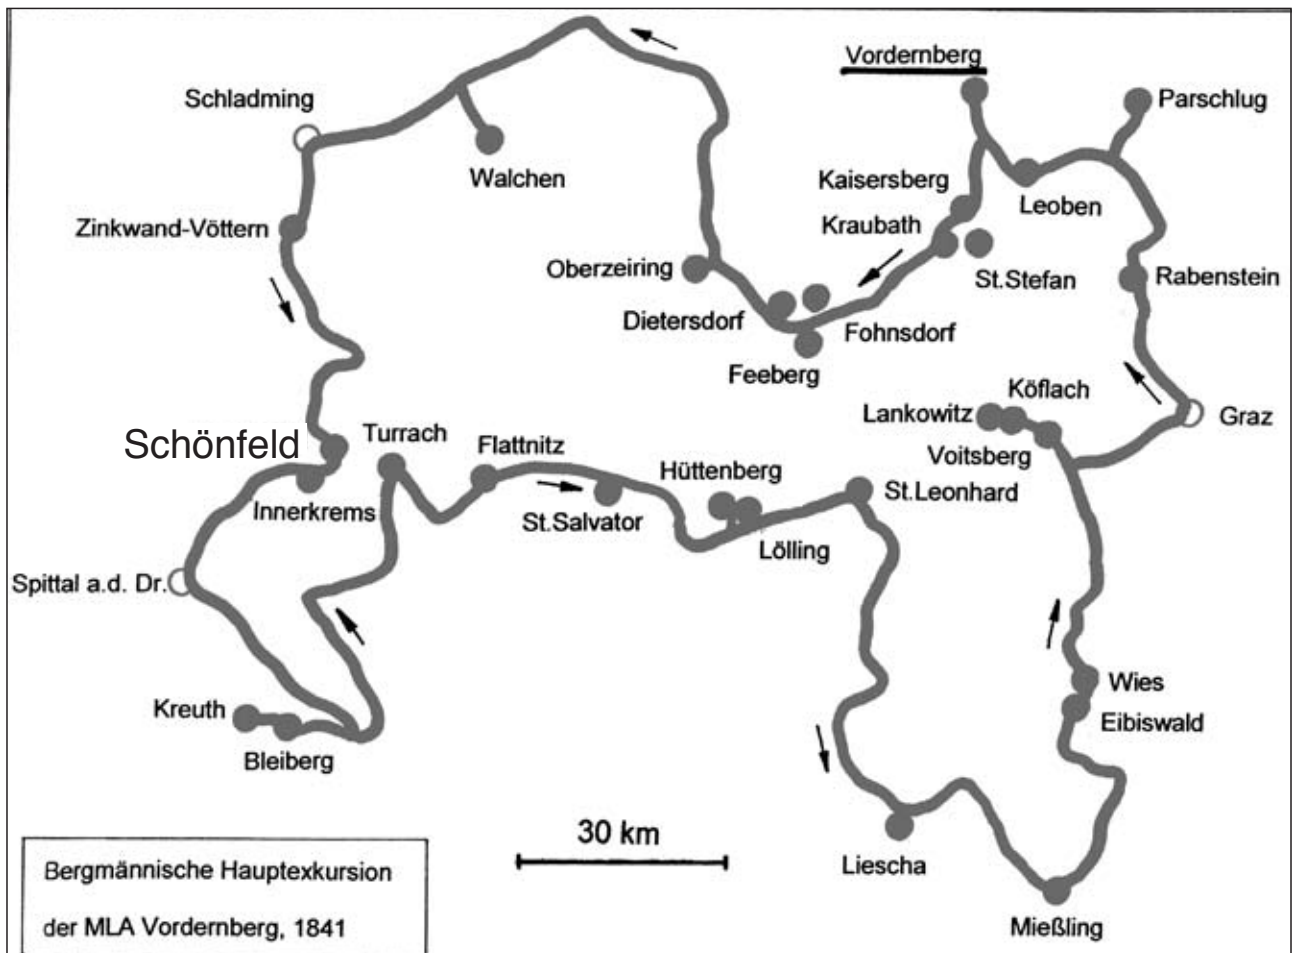 Vordernberg
Schladming
Parschlug
Walchen
Kaisersberg
Leoben
Zinkwand-Vöttern
Kraubath
Oberzeiring
St.Stefan
Rabenstein
Dietersdorf
Fohnsdorf
Feeberg
Köflach
Lankowitz
Graz
Schönfeld
Turrach
Flattnitz
Voitsberg
Hüttenberg
St.Leonhard
Innerkrems
St.Salvator
Lölling
Spittal a.d. Dr.
Wies
Kreuth
Eibiswald
Bleiberg
30 km
Liescha
Mießling
Bergmännische Hauptexkursion
der MLA Vordernberg, 1841